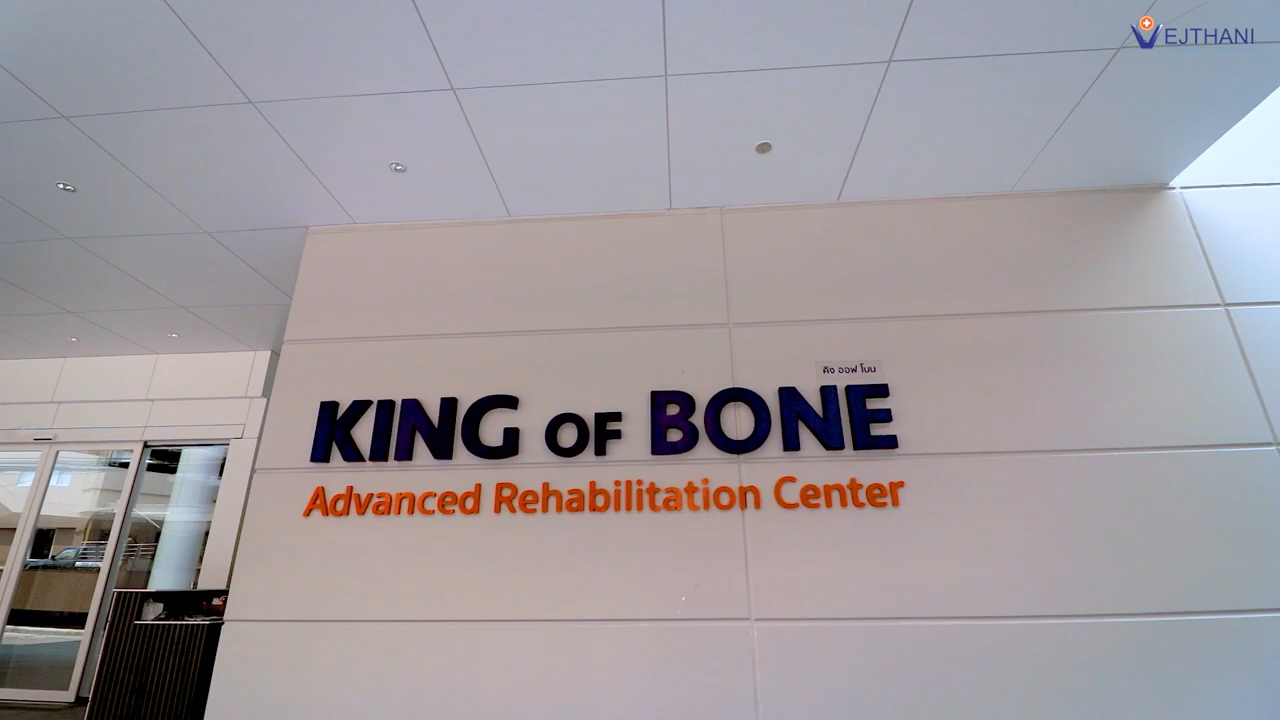 VEJTHANI
คิง ออฟ โบน
KING OF BONE
Advanced Rehabilitation Center